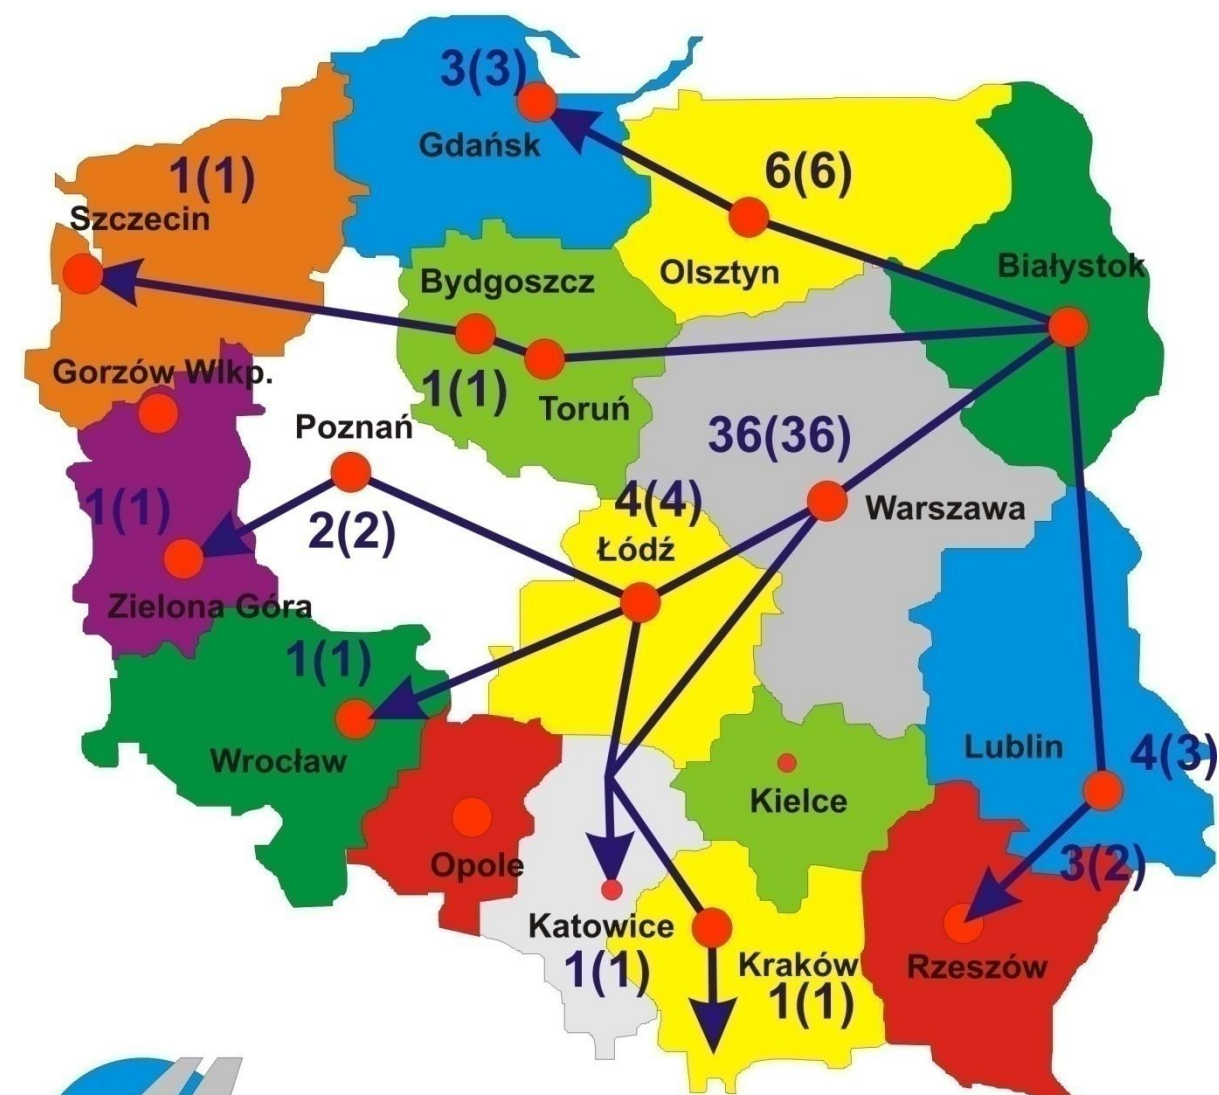 3(3)
Gdańsk
6(6)
1(1)
Szczecin
Olsztyn
Białystok
Bydgoszcz
1(1)
Toruń
Gorzów Wlkp.
Poznań
36(36)
Warszawa
1(1)
2(2)
4(4)
Łódź
Zielona Góra
1(1)
Wrocław
Lublin
4(3)
Kielce
Opole
3(2)
Katowice
1(1)
Kraków
1(1)
Rzeszów